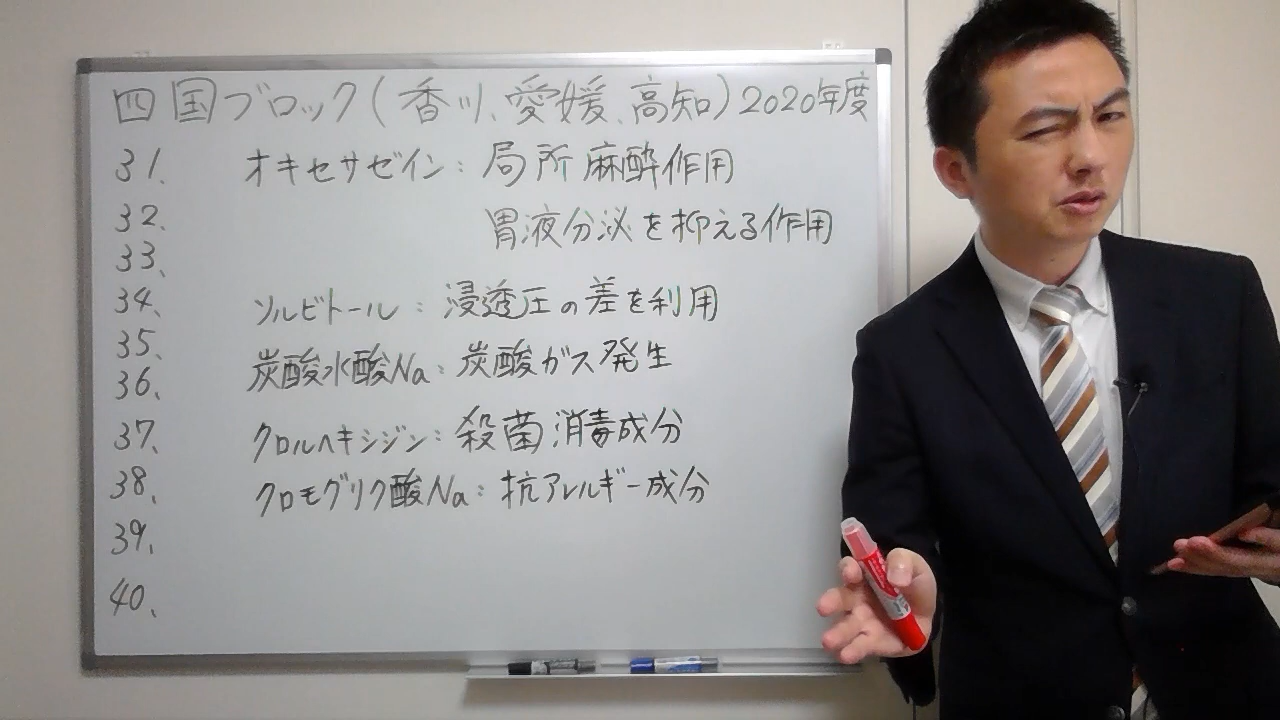 四国ブロック(香川、愛媛、高知)2020年度
31. オキセサゼイン:局所麻酔作用
32. 胃液分泌を抑える作用
33、
34. ソルビトール:浸透圧の差を利用
35.
36、 炭酸水酸Na:炭酸ガス発生
37. クロルヘキシジン:殺菌消毒成分
38、 クロモグリク酸Na:抗アレルギー成分
39.
40、